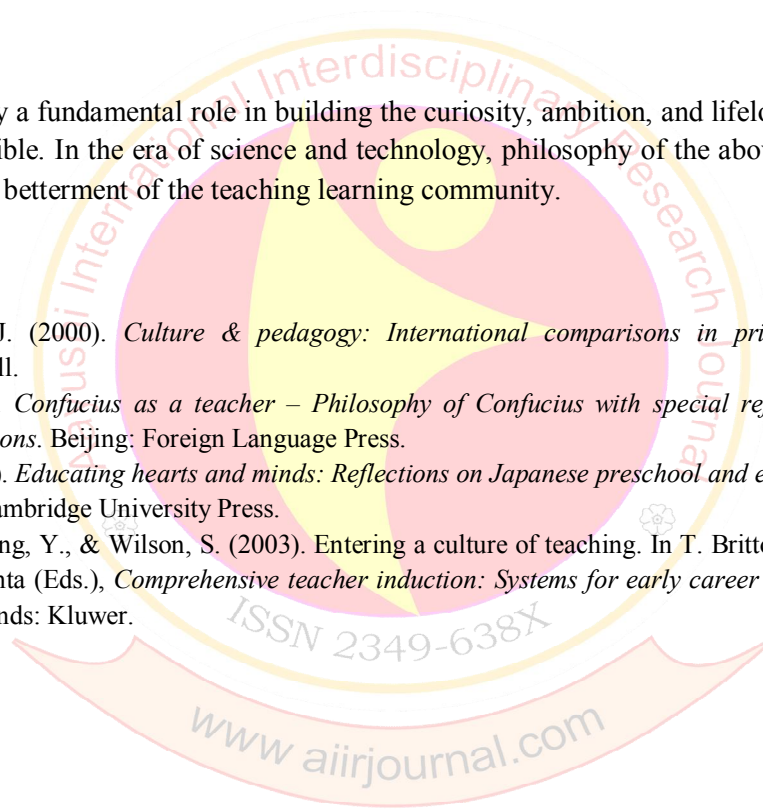 y a fundamental role in building the curiosity, ambition, and lifelo
ible. In the era of science and technology, philosophy of the abo
betterment of the teaching learning community.
J. (2000). Culture & pedagogy: International comparisons in pri
ll.
Confucius as a teacher – Philosophy of Confucius with special re
ons. Beijing: Foreign Language Press.
). Educating hearts and minds: Reflections on Japanese preschool and e
ambridge University Press.
ng, Y., & Wilson, S. (2003). Entering a culture of teaching. In T. Britto
nta (Eds.), Comprehensive teacher induction: Systems for early career
nds: Kluwer.
Aarussi International Interdisciplinary Research Journal
ISSN 2349-638X
www aiirjournal.com